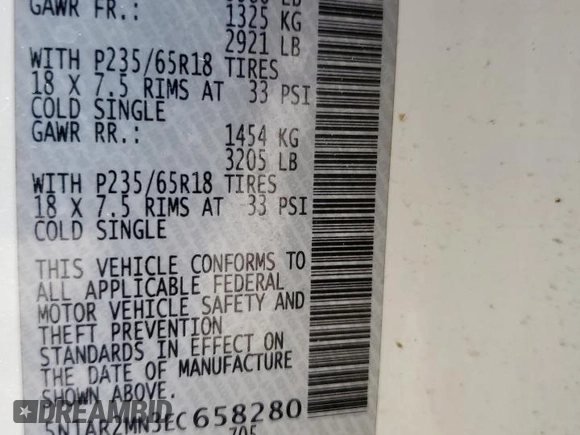 GAWR FR.:
1325 KG
2921 LB
WITH P235/65R18 TIRES
18 X 7.5 RIMS AT 33 PSI
COLD SINGLE
GAWR RR.: 1454 KG
3205 LB
WITH P235/65R18 TIRES
18 X 7.5 RIMS AT 33 PSI
COLD SINGLE
THIS VEHICLE CONFORMS TO
ALL APPLICABLE FEDERAL
MOTOR VEHICLE SAFETY AND
THEFT PREVENTION
STANDARDS IN EFFECT ON
THE DATE OF MANUFACTURE
SHOWN ABOVE.
5N1AR2MN3EC658280
DIDIAUTO